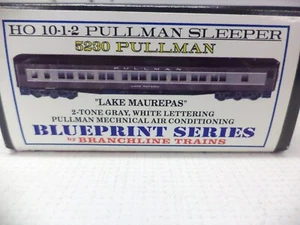 HO 10-1-2 PULLMAN SLEEPER
5230 PULLMAN
PULLMAN
"LAKE MAUREPAS"
2-TONE GRAY, WHITE LETTERING
PULLMAN MECHNICAL AIR CONDITIONING
BLUEPRINT SERIES
by BRANCHLINE TRAINS